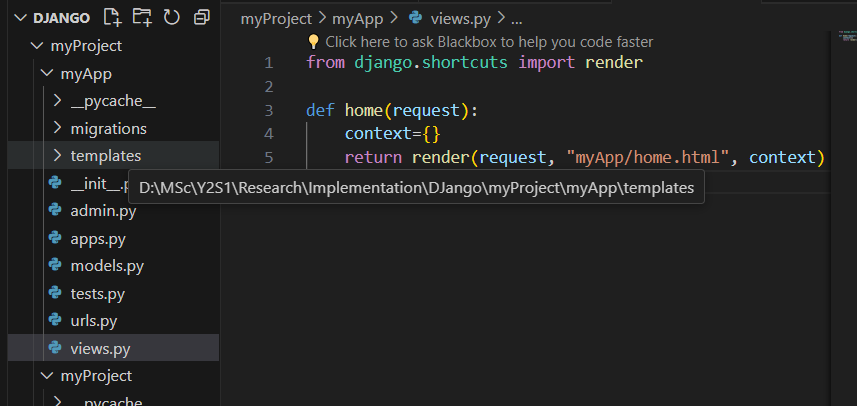 DJANGO
myProject
myApp
__pycache__
migrations
templates
__init__.p
admin.py
apps.py
models.py
tests.py
urls.py
views.py
myProject
__pycache__
myProject > myApp > views.py > ...
Click here to ask Blackbox to help you code faster
1 from django.shortcuts import render
2
3 def home(request):
4     context={}
5     return render(request, "myApp/home.html", context)
D:\MSc\Y2S1\Research\Implementation\DJango\myProject\myApp\templates